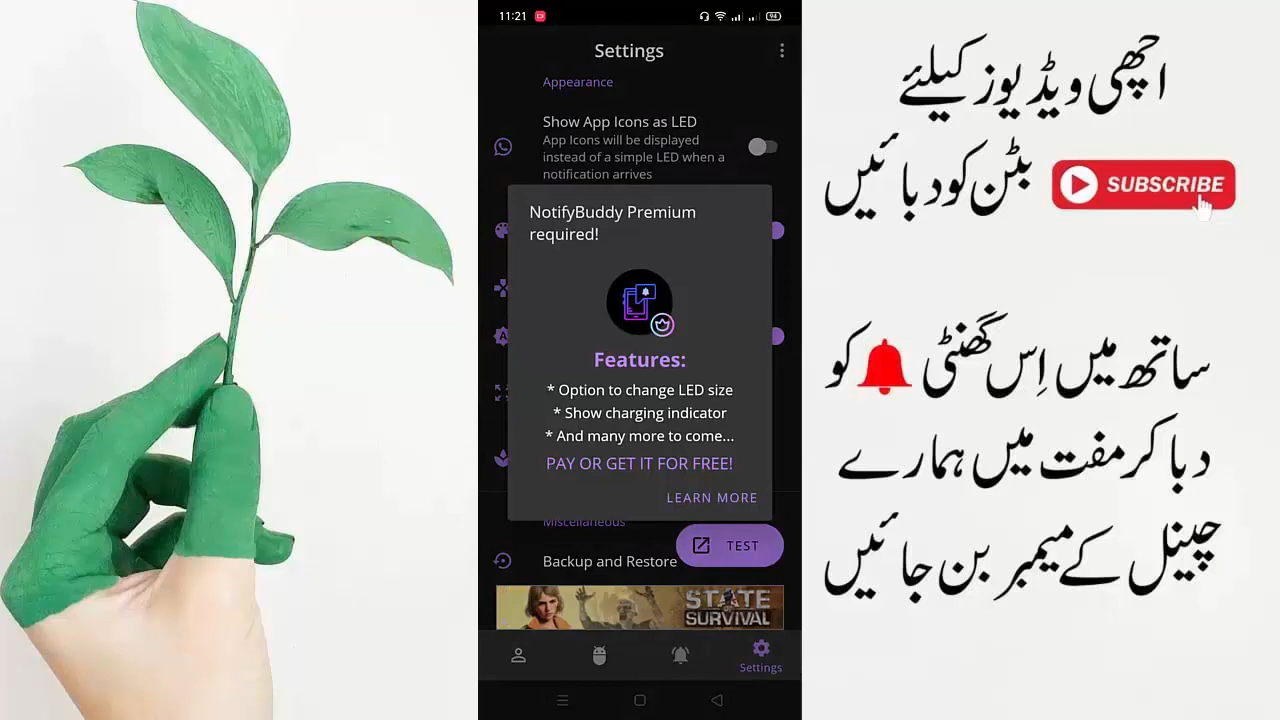 11:21
94
Settings
Appearance
Show App Icons as LED
App Icons will be displayed
instead of a simple LED when a
notification arrives
NotifyBuddy Premium
required!
Features:
* Option to change LED size
* Show charging indicator
* And many more to come...
PAY OR GET IT FOR FREE!
LEARN MORE
Miscellaneous
TEST
Backup and Restore
STATE
OF
SURVIVAL
Settings
اچھی ویڈیوز کیلئے
بٹن کو دبائیں
SUBSCRIBE
ساتھ میں اِس گھنٹی کو
دبا کر مفت میں ہمارے
چینل کے میمبر بن جائیں